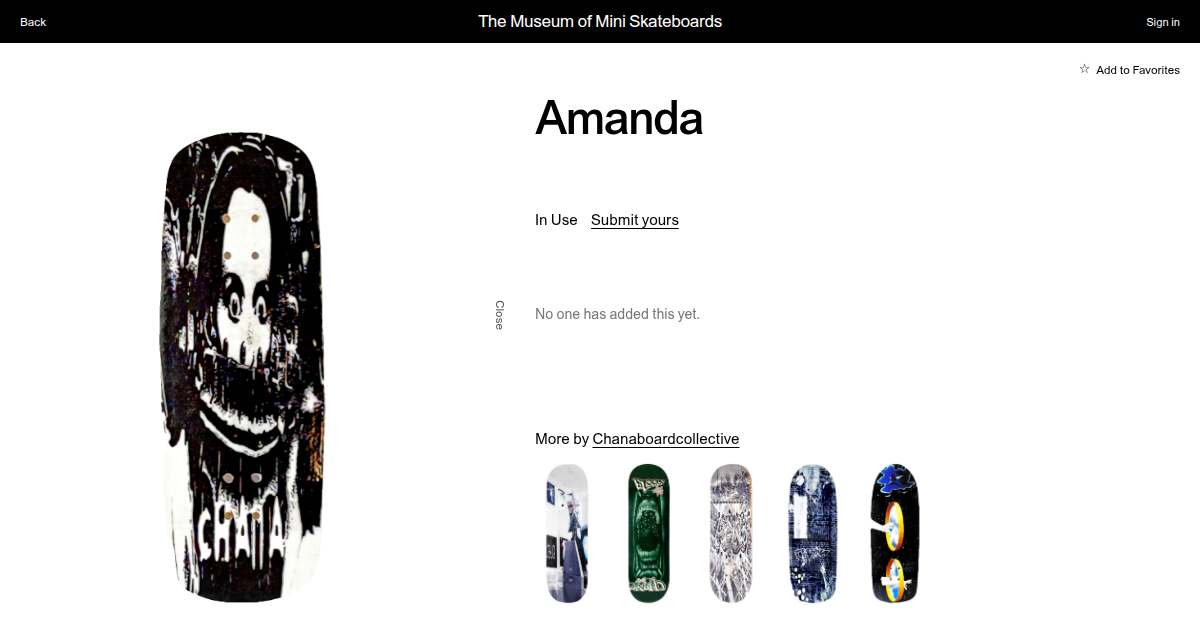 Back
The Museum of Mini Skateboards
Sign in
☆ Add to Favorites
Amanda
In Use Submit yours
Close
No one has added this yet.
CHANA
More by Chanaboardcollective